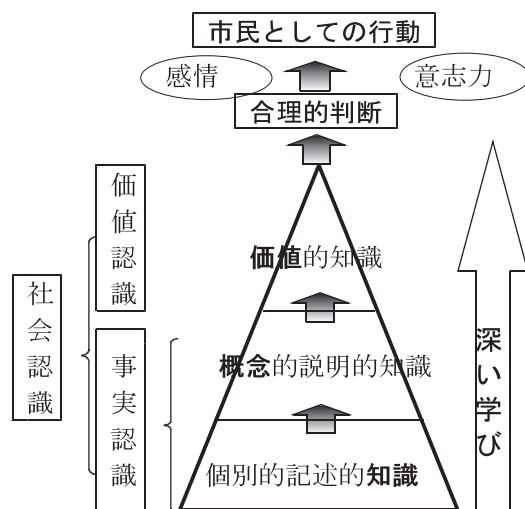 市民としての行動
感情
意志力
合理的判断
価値認識
価値的知識
社会認識
事実認識
概念的説明的知識
個別的記述的知識
深い学び